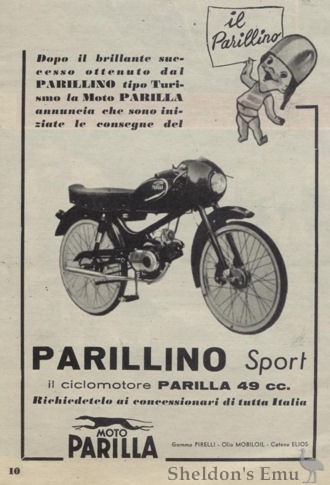 il
Parillino
Dopo il brillante suc-
cesso ottenuto dal
PARILLINO tipo Turi-
smo la Moto PARILLA
annuncia che sono ini-
ziate le consegne del
PARILLINO Sport
il ciclomotore PARILLA 49 cc.
Richiedetelo ai concessionari di tutta Italia
MOTO
PARILLA
Gomme PIRELLI - Olio MOBILOIL - Catene ELIOS
10
Sheldon's Emu